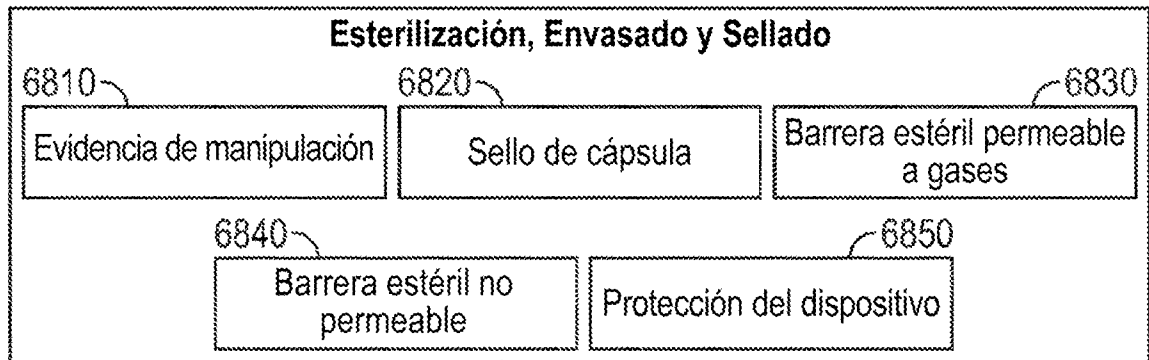 Esterilización, Envasado y Sellado
6810
6820
6830
Evidencia de manipulación
Sello de cápsula
Barrera estéril permeable
a gases
6840
6850
Barrera estéril no
permeable
Protección del dispositivo